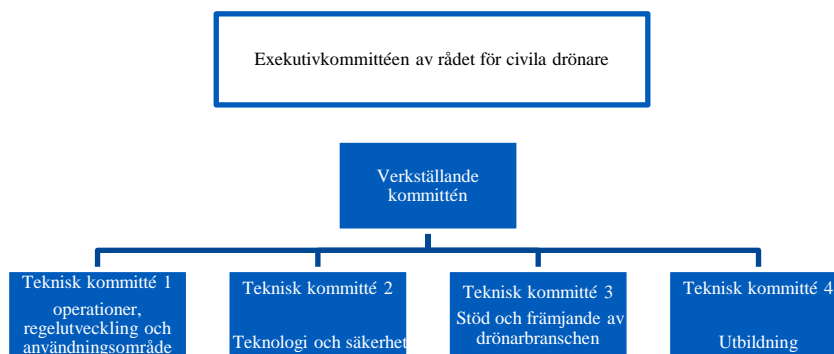 Exekutivkommittéen av rådet för civila drönare
Verkställande
kommittén
Teknisk kommitté 1
operationer,
regelutveckling och
användningsområde
Teknisk kommitté 2
Teknologi och säkerhet
Teknisk kommitté 3
Stöd och främjande av
drönarbranschen
Teknisk kommitté 4
Utbildning